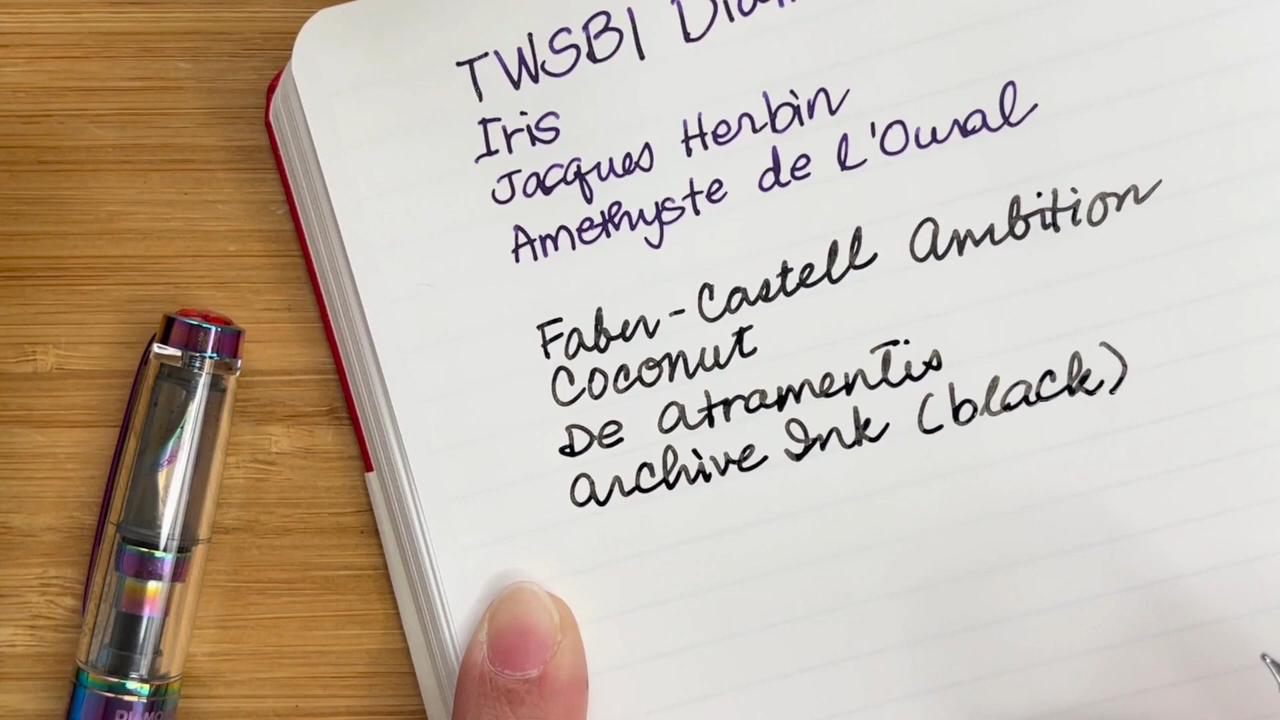 TWSBI
Iris
Jacques Herbin
Amethyste de l'Oural
Faber-Castell Ambition
Coconut
De Atramentis
Archive Ink (black)